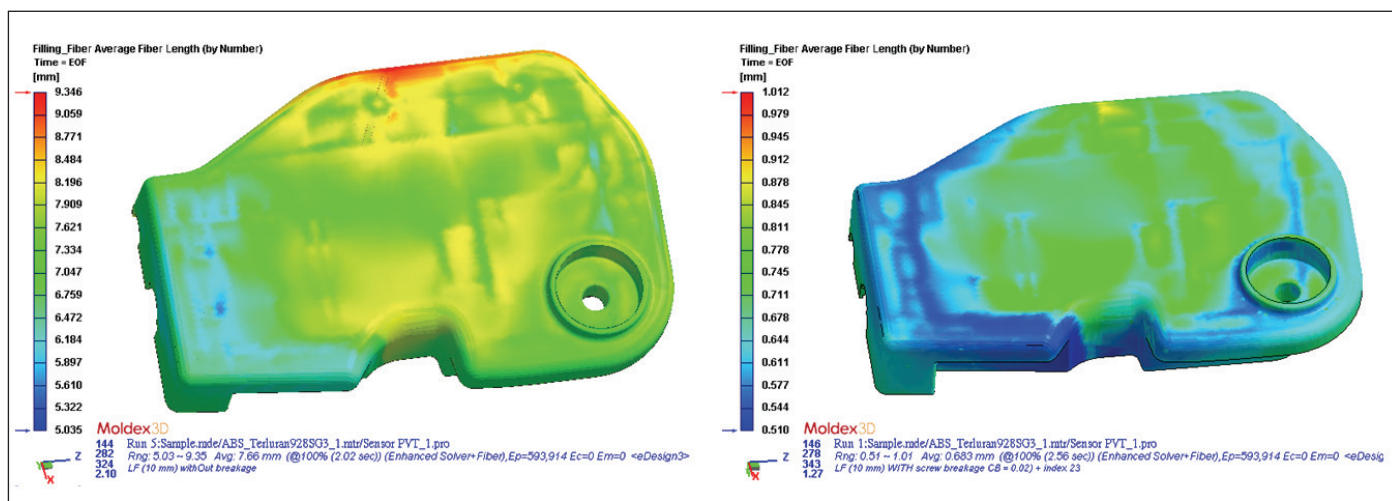 Filling_Fiber Average Fiber Length (by Number)
Time = EOF
[mm]
9.346
9.059
8.771
8.484
8.196
7.909
7.621
7.334
7.047
6.759
6.472
6.184
5.897
5.610
5.322
5.035
Moldex3D
144 Run 5:Sample.mde/ABS_Terluran928SG3_1.mtr/Sensor PVT_1.pro
282 Rng: 5.03 ~ 9.35 Avg: 7.66 mm (@100% (2.02 sec)) (Enhanced Solver+Fiber),Ep=593,914 Ec=0 Em=0 <eDesign3>
324 LF (10 mm) withOut breakage
2.10
Z
X
Filling_Fiber Average Fiber Length (by Number)
Time = EOF
[mm]
1.012
0.979
0.945
0.912
0.878
0.845
0.811
0.778
0.745
0.711
0.678
0.644
0.611
0.577
0.544
0.510
Moldex3D
146 Run 1:Sample.mde/ABS_Terluran928SG3_1.mtr/Sensor PVT_1.pro
278 Rng: 0.51 ~ 1.01 Avg: 0.683 mm (@100% (2.56 sec)) (Enhanced Solver+Fiber),Ep=593,914 Ec=0 Em=0 <eDesig
343 LF (10 mm) WITH screw breakage CB = 0.02) + index 23
1.27
Z
X